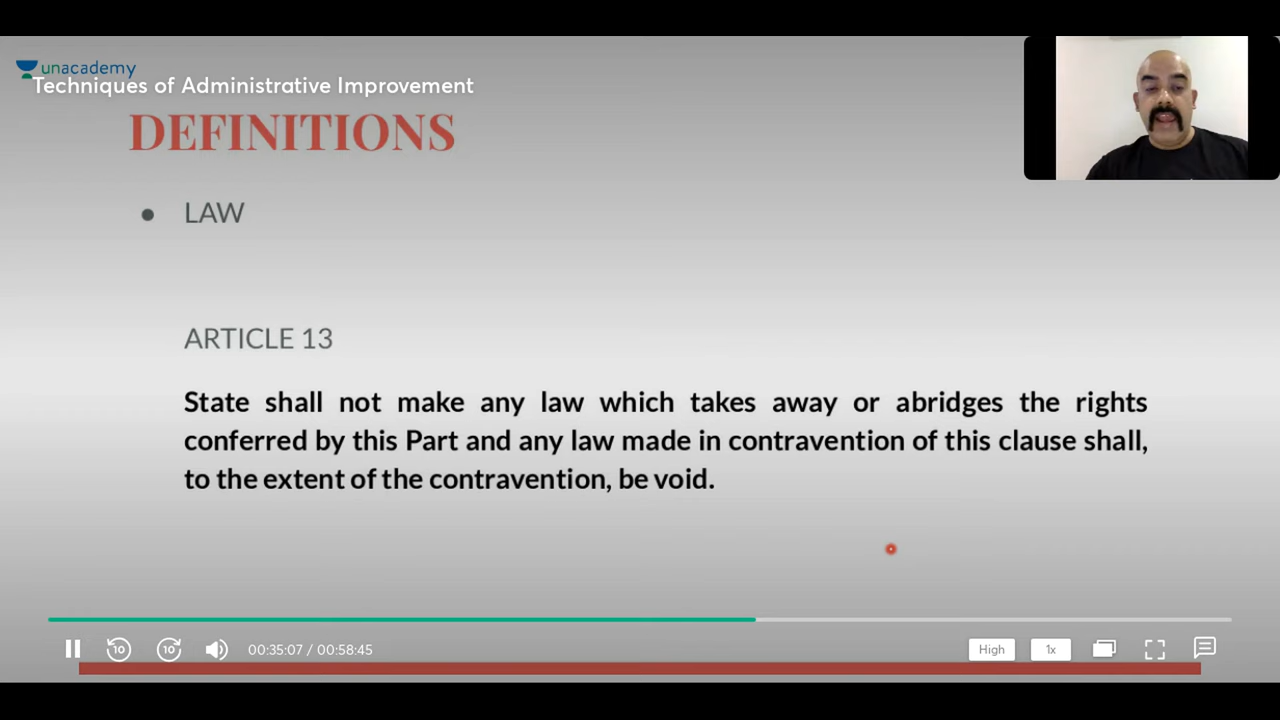 unacademy
Techniques of Administrative Improvement
DEFINITIONS
● LAW
ARTICLE 13
State shall not make any law which takes away or abridges the rights
conferred by this Part and any law made in contravention of this clause shall,
to the extent of the contravention, be void.
10 10 00:35:07 / 00:58:45 High 1x